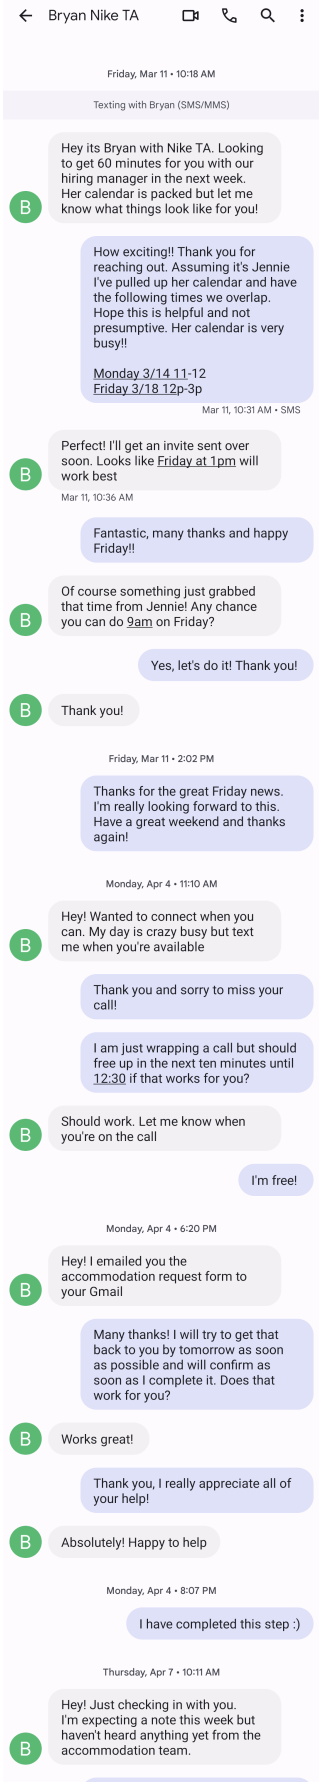 Bryan Nike TA
Friday, Mar 11 • 10:18 AM
Texting with Bryan (SMS/MMS)
Hey its Bryan with Nike TA. Looking
to get 60 minutes for you with our
hiring manager in the next week.
Her calendar is packed but let me
know what things look like for you!
B
How exciting!! Thank you for
reaching out. Assuming it's Jennie
I've pulled up her calendar and have
the following times we overlap.
Hope this is helpful and not
presumptive. Her calendar is very
busy!!
Monday 3/14 11-12
Friday 3/18 12p-3p
Mar 11, 10:31 AM • SMS
Perfect! I'll get an invite sent over
soon. Looks like Friday at 1pm will
work best
B
Mar 11, 10:36 AM
Fantastic, many thanks and happy
Friday!!
Of course something just grabbed
that time from Jennie! Any chance
you can do 9am on Friday?
B
Yes, let's do it! Thank you!
B
Thank you!
Friday, Mar 11 • 2:02 PM
Thanks for the great Friday news.
I'm really looking forward to this.
Have a great weekend and thanks
again!
Monday, Apr 4 • 11:10 AM
Hey! Wanted to connect when you
can. My day is crazy busy but text
me when you're available
B
Thank you and sorry to miss your
call!
I am just wrapping a call but should
free up in the next ten minutes until
12:30 if that works for you?
Should work. Let me know when
you're on the call
B
I'm free!
Monday, Apr 4 • 6:20 PM
Hey! I emailed you the
accommodation request form to
your Gmail
B
Many thanks! I will try to get that
back to you by tomorrow as soon
as possible and will confirm as
soon as I complete it. Does that
work for you?
B
Works great!
Thank you, I really appreciate all of
your help!
B
Absolutely! Happy to help
Monday, Apr 4 • 8:07 PM
I have completed this step :)
Thursday, Apr 7 • 10:11 AM
Hey! Just checking in with you.
I'm expecting a note this week but
haven't heard anything yet from the
accommodation team.
B